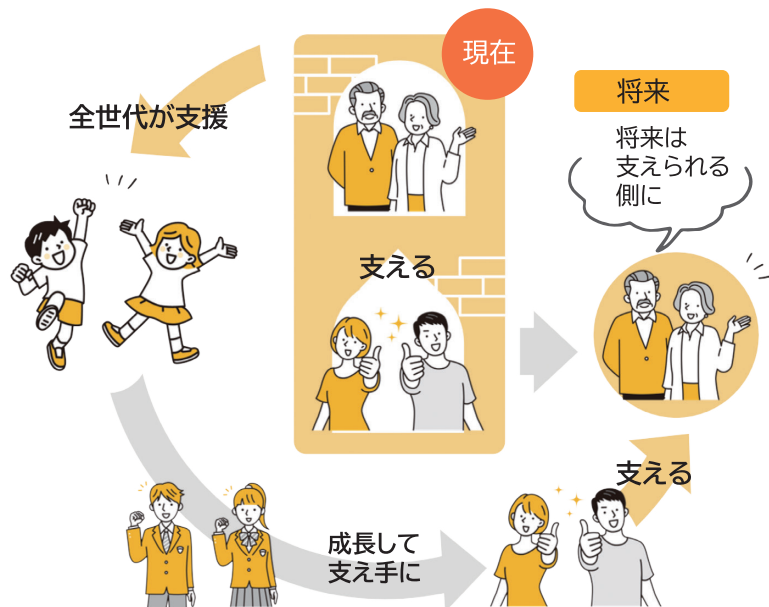 現在
将来
将来は
支えられる
側に
全世代が支援
支える
支える
成長して
支え手に